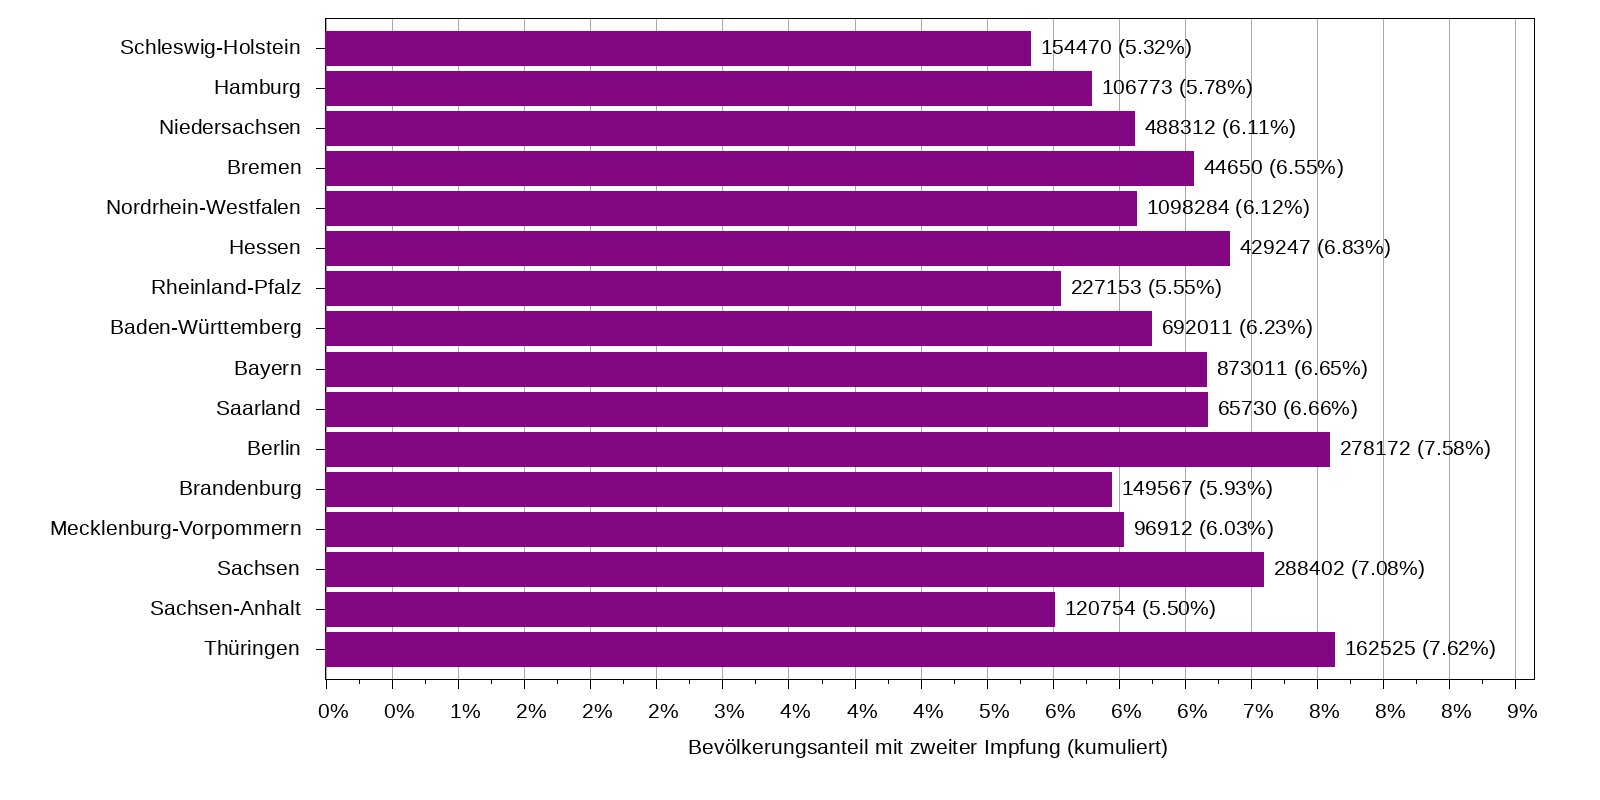 Schleswig-Holstein 154470 (5.32%)
Hamburg 106773 (5.78%)
Niedersachsen 488312 (6.11%)
Bremen 44650 (6.55%)
Nordrhein-Westfalen 1098284 (6.12%)
Hessen 429247 (6.83%)
Rheinland-Pfalz 227153 (5.55%)
Baden-Württemberg 692011 (6.23%)
Bayern 873011 (6.65%)
Saarland 65730 (6.66%)
Berlin 278172 (7.58%)
Brandenburg 149567 (5.93%)
Mecklenburg-Vorpommern 96912 (6.03%)
Sachsen 288402 (7.08%)
Sachsen-Anhalt 120754 (5.50%)
Thüringen 162525 (7.62%)
0% 0% 1% 2% 2% 2% 3% 4% 4% 4% 5% 6% 6% 6% 7% 8% 8% 8% 9%
Bevölkerungsanteil mit zweiter Impfung (kumuliert)